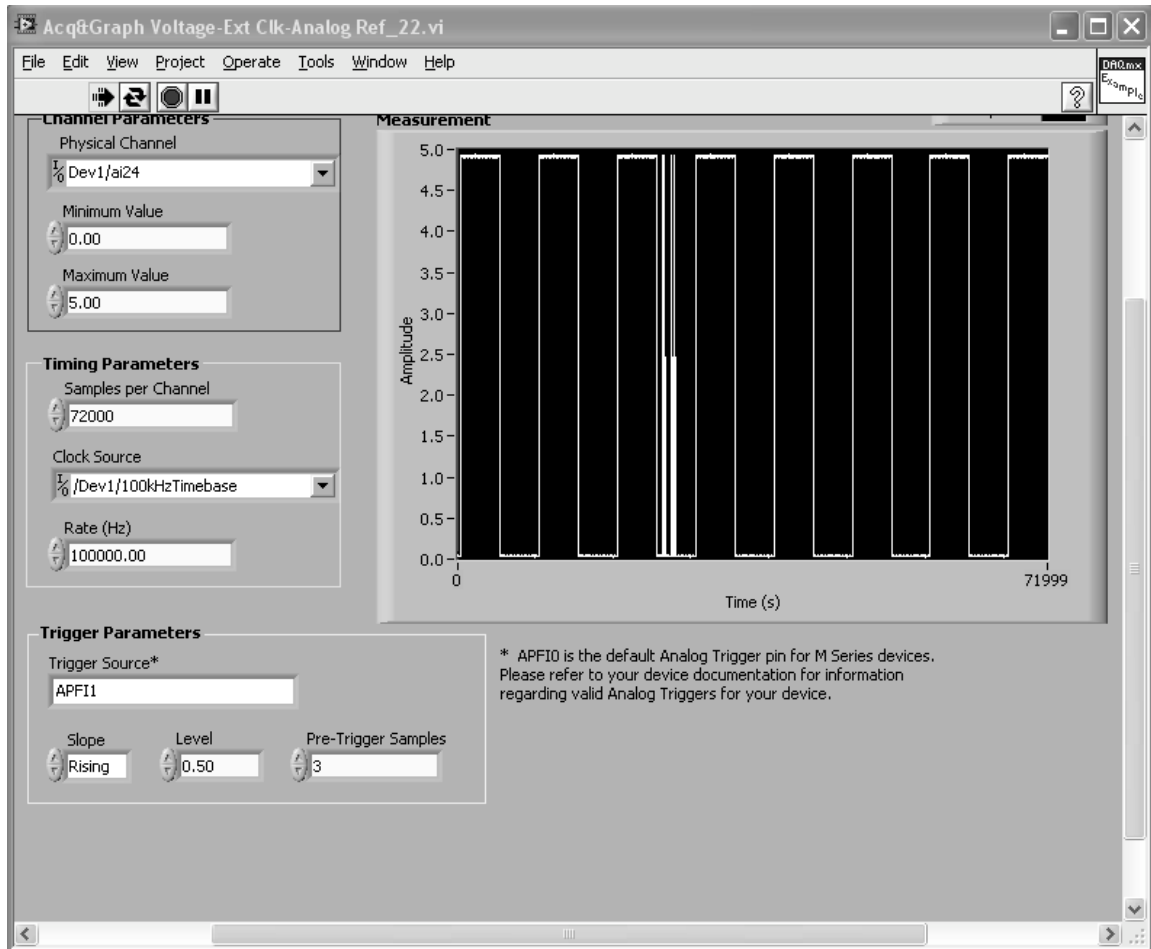 Acq&Graph Voltage-Ext Clk-Analog Ref_22.vi
File Edit View Project Operate Tools Window Help
DAQmx
Example
Channel Parameters
Physical Channel
Dev1/ai24
Minimum Value
0.00
Maximum Value
5.00
Timing Parameters
Samples per Channel
72000
Clock Source
/Dev1/100kHzTimebase
Rate (Hz)
100000.00
Measurement
5.0
4.5
4.0
3.5
3.0
2.5
2.0
1.5
1.0
0.5
0.0
Amplitude
0 71999
Time (s)
Trigger Parameters
Trigger Source*
APFI1
Slope Level Pre-Trigger Samples
Rising 0.50 3
* APFI0 is the default Analog Trigger pin for M Series devices.
Please refer to your device documentation for information
regarding valid Analog Triggers for your device.